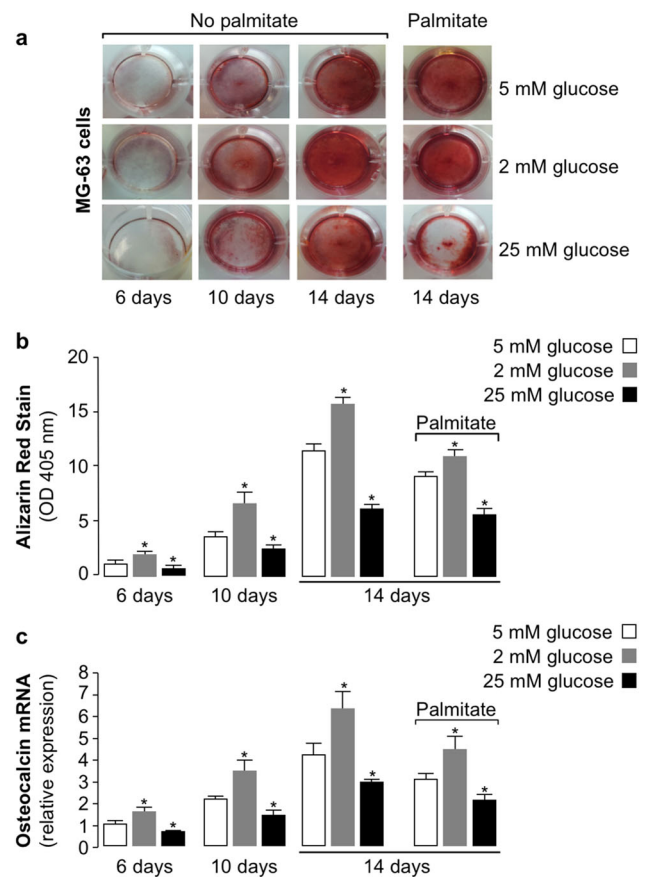 a
No palmitate
Palmitate
MG-63 cells
5 mM glucose
2 mM glucose
25 mM glucose
6 days
10 days
14 days
14 days
b
5 mM glucose
2 mM glucose
25 mM glucose
Alizarin Red Stain
(OD 405 nm)
20
15
10
5
0
*
*
*
*
*
*
Palmitate
*
*
6 days
10 days
14 days
c
5 mM glucose
2 mM glucose
25 mM glucose
Osteocalcin mRNA
(relative expression)
8
7
6
5
4
3
2
1
0
*
*
*
*
*
*
Palmitate
*
*
6 days
10 days
14 days